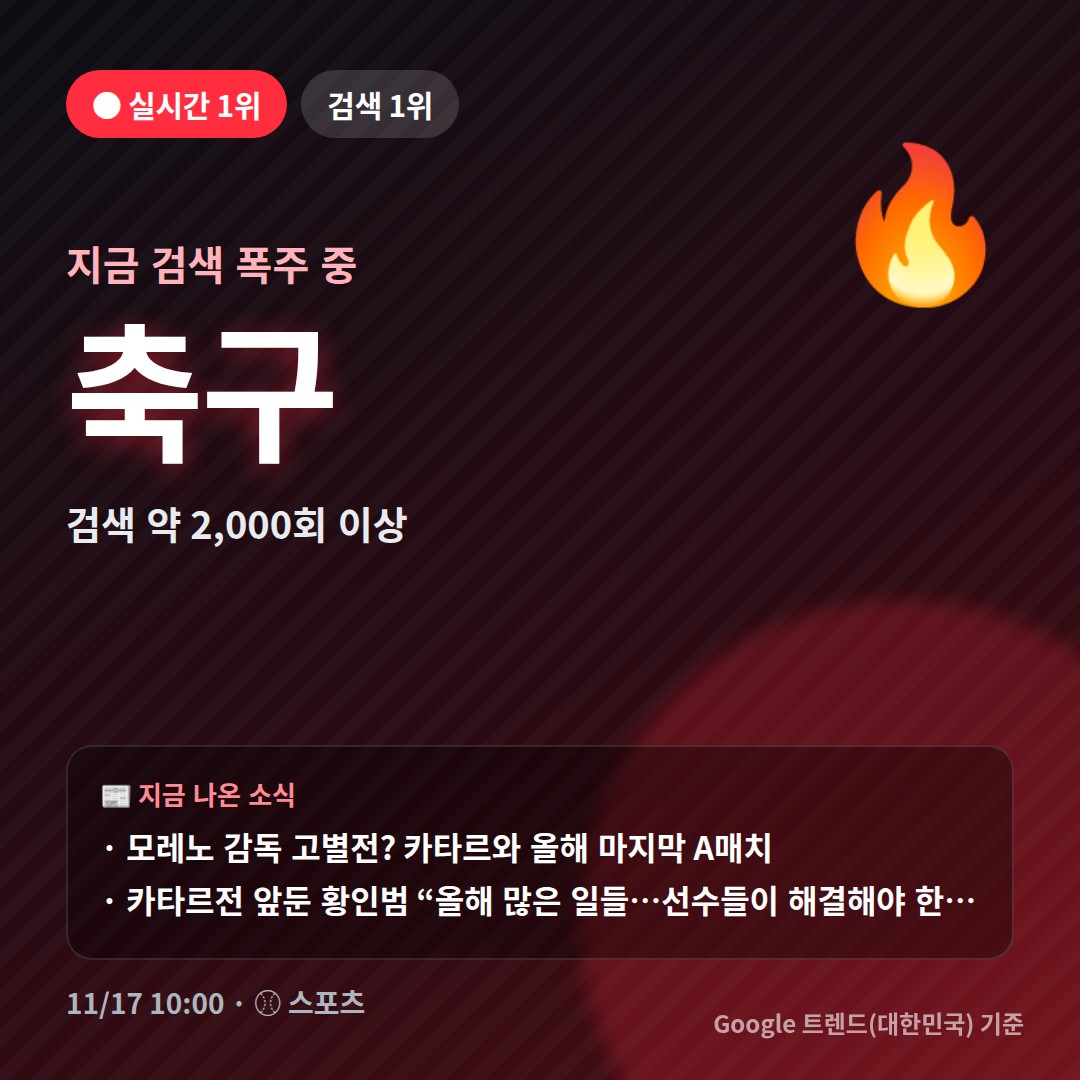 실시간 1위
검색 1위
지금 검색 폭주 중
축구
검색 약 2,000회 이상
지금 나온 소식
· 모레노 감독 고별전? 카타르와 올해 마지막 A매치
· 카타르전 앞둔 황인범 “올해 많은 일들…선수들이 해결해야 한…
11/17 10:00 · ⚾ 스포츠
Google 트렌드(대한민국) 기준